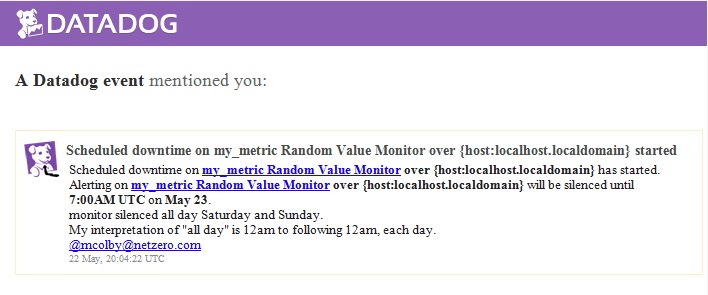 DATADOG
A Datadog event mentioned you:
Scheduled downtime on my_metric Random Value Monitor over {host:localhost.localdomain} started
Scheduled downtime on my_metric Random Value Monitor over {host:localhost.localdomain} has started.
Alerting on my_metric Random Value Monitor over {host:localhost.localdomain} will be silenced until
7:00AM UTC on May 23.
monitor silenced all day Saturday and Sunday.
My interpretation of "all day" is 12am to following 12am, each day.
@mcolby@netzero.com
22 May, 20:04:22 UTC